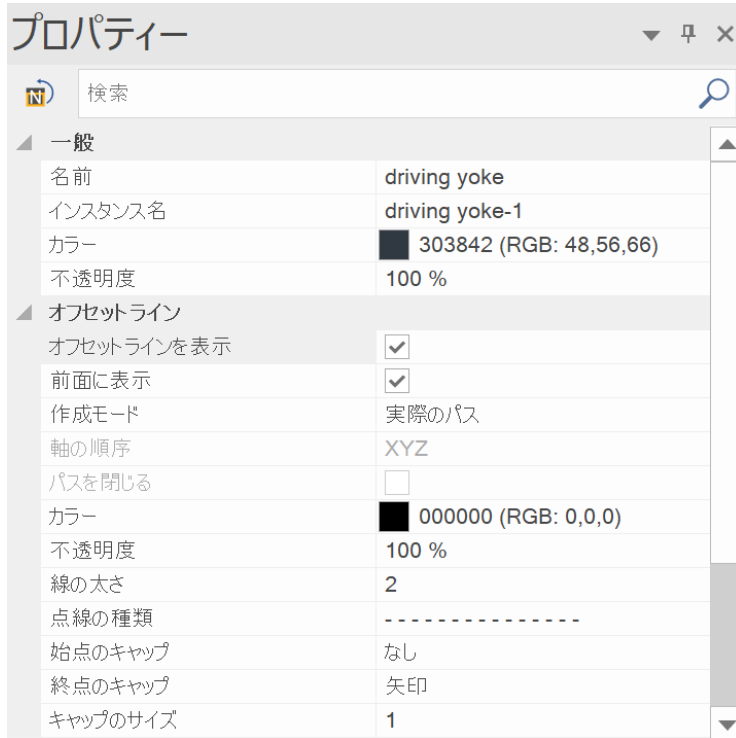 プロパティー
N
検索
一般
名前 driving yoke
インスタンス名 driving yoke-1
カラー 303842 (RGB: 48,56,66)
不透明度 100 %
オフセットライン
オフセットラインを表示
前面に表示
作成モード 実際のパス
軸の順序 XYZ
パスを閉じる
カラー 000000 (RGB: 0,0,0)
不透明度 100 %
線の太さ 2
点線の種類 - - - - - - - - - - - - - - -
始点のキャップ なし
終点のキャップ 矢印
キャップのサイズ 1